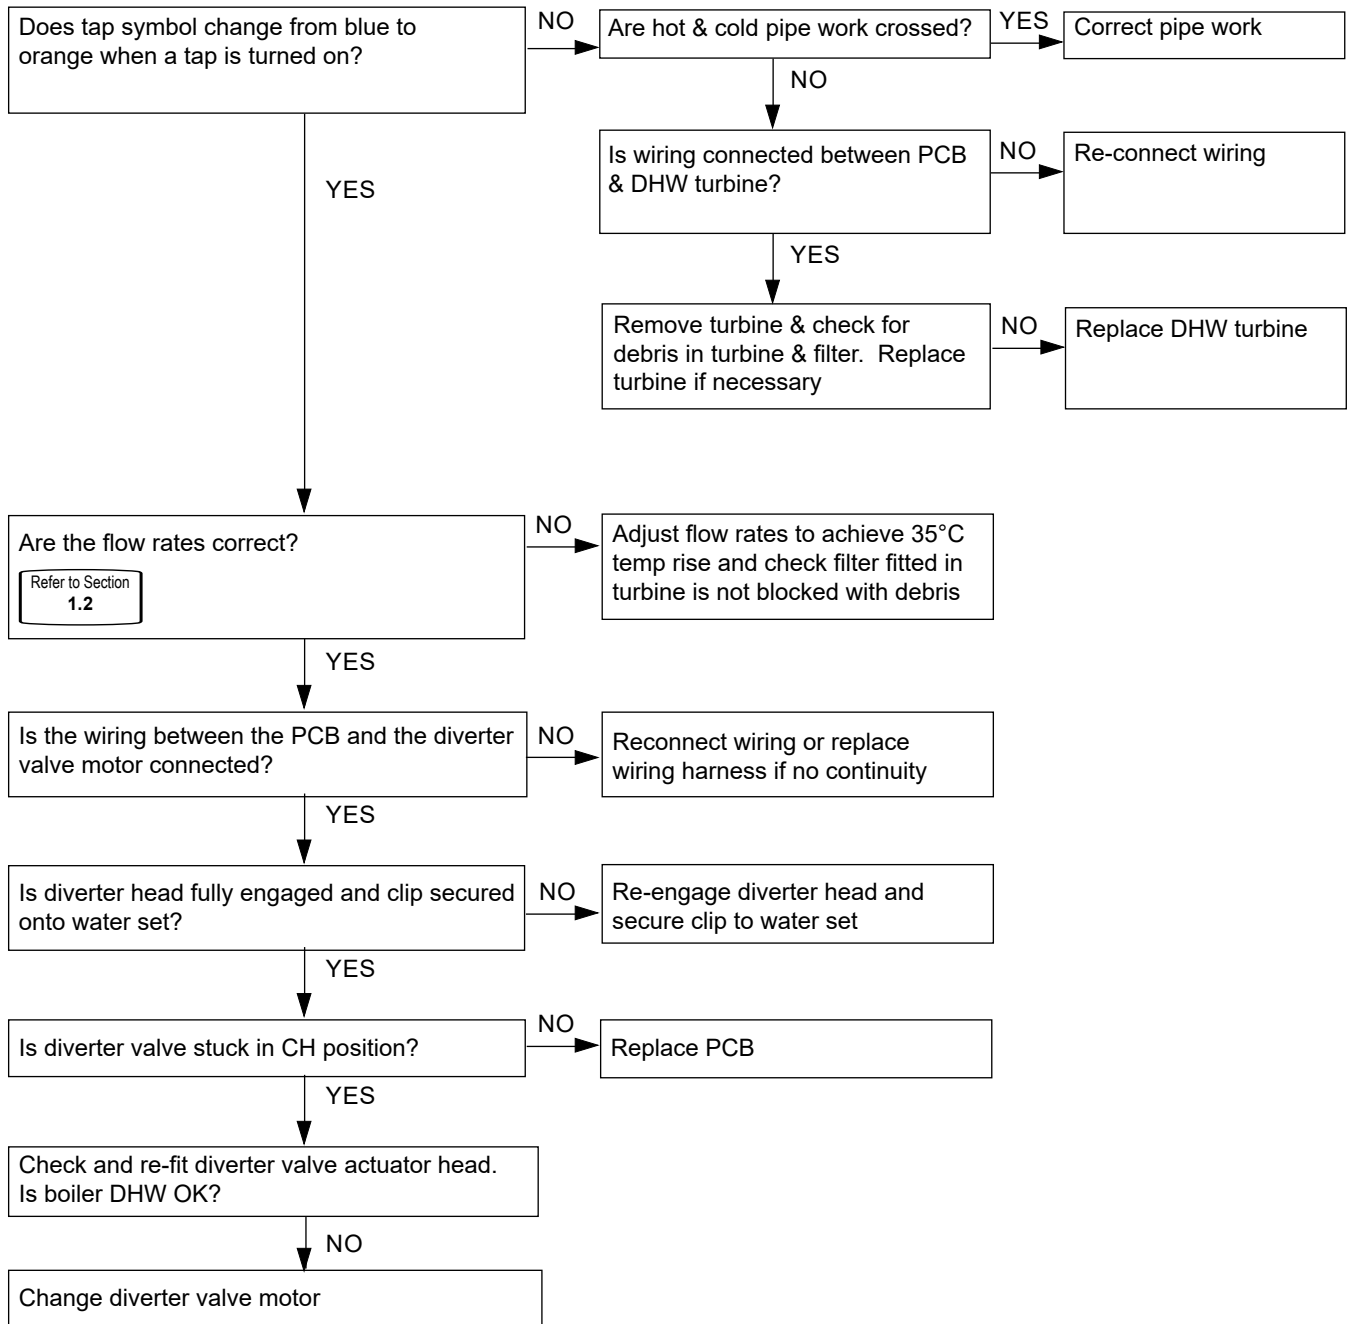 Does tap symbol change from blue to
orange when a tap is turned on?
NO
Are hot & cold pipe work crossed?
YES
Correct pipe work
NO
Is wiring connected between PCB
& DHW turbine?
NO
Re-connect wiring
YES
YES
Remove turbine & check for
debris in turbine & filter.  Replace
turbine if necessary
NO
Replace DHW turbine
Are the flow rates correct?
Refer to Section
1.2
NO
Adjust flow rates to achieve 35°C
temp rise and check filter fitted in
turbine is not blocked with debris
YES
Is the wiring between the PCB and the diverter
valve motor connected?
NO
Reconnect wiring or replace
wiring harness if no continuity
YES
Is diverter head fully engaged and clip secured
onto water set?
NO
Re-engage diverter head and
secure clip to water set
YES
Is diverter valve stuck in CH position?
NO
Replace PCB
YES
Check and re-fit diverter valve actuator head.
Is boiler DHW OK?
NO
Change diverter valve motor